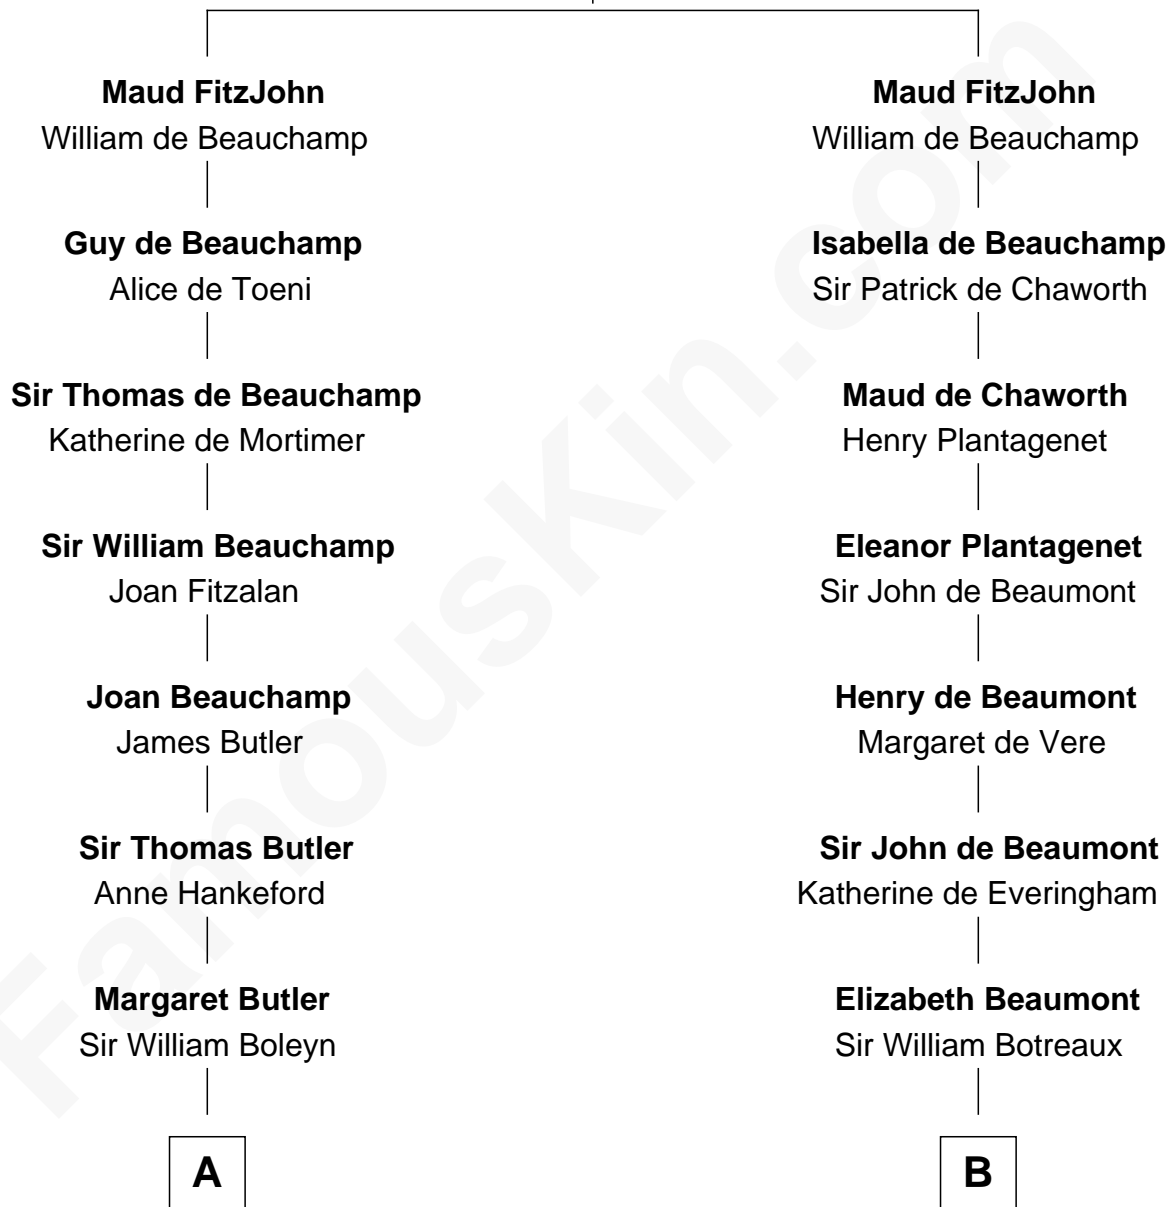 Maud FitzJohn
William de Beauchamp
Guy de Beauchamp
Alice de Toeni
Sir Thomas de Beauchamp
Katherine de Mortimer
Sir William Beauchamp
Joan Fitzalan
Joan Beauchamp
James Butler
Sir Thomas Butler
Anne Hankeford
Margaret Butler
Sir William Boleyn
A
Maud FitzJohn
William de Beauchamp
Isabella de Beauchamp
Sir Patrick de Chaworth
Maud de Chaworth
Henry Plantagenet
Eleanor Plantagenet
Sir John de Beaumont
Henry de Beaumont
Margaret de Vere
Sir John de Beaumont
Katherine de Everingham
Elizabeth Beaumont
Sir William Botreaux
B
FamousKin.com